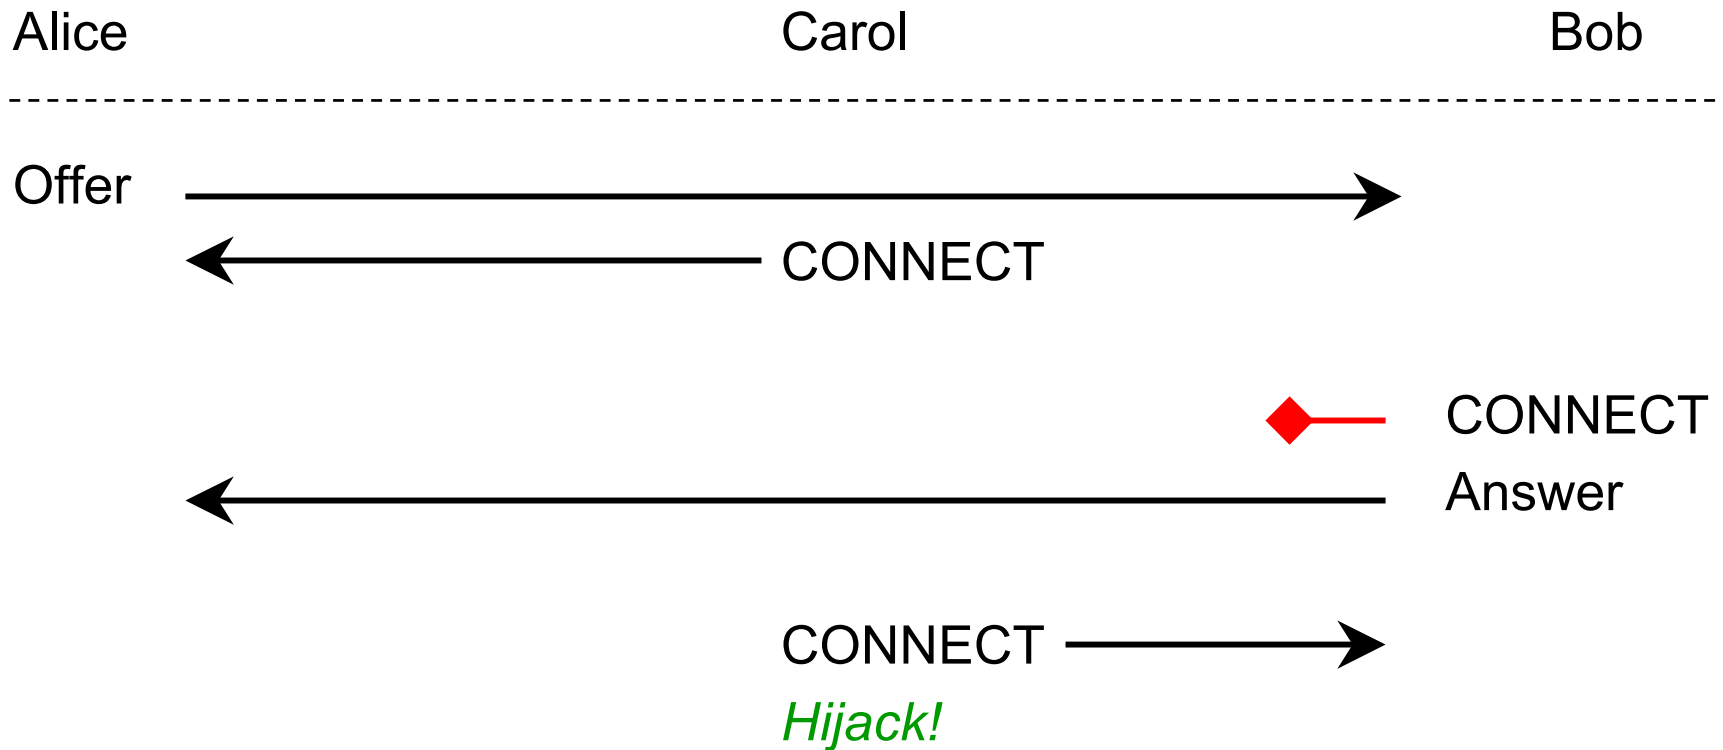 Alice Carol Bob
Offer
CONNECT
CONNECT
Answer
CONNECT
Hijack!